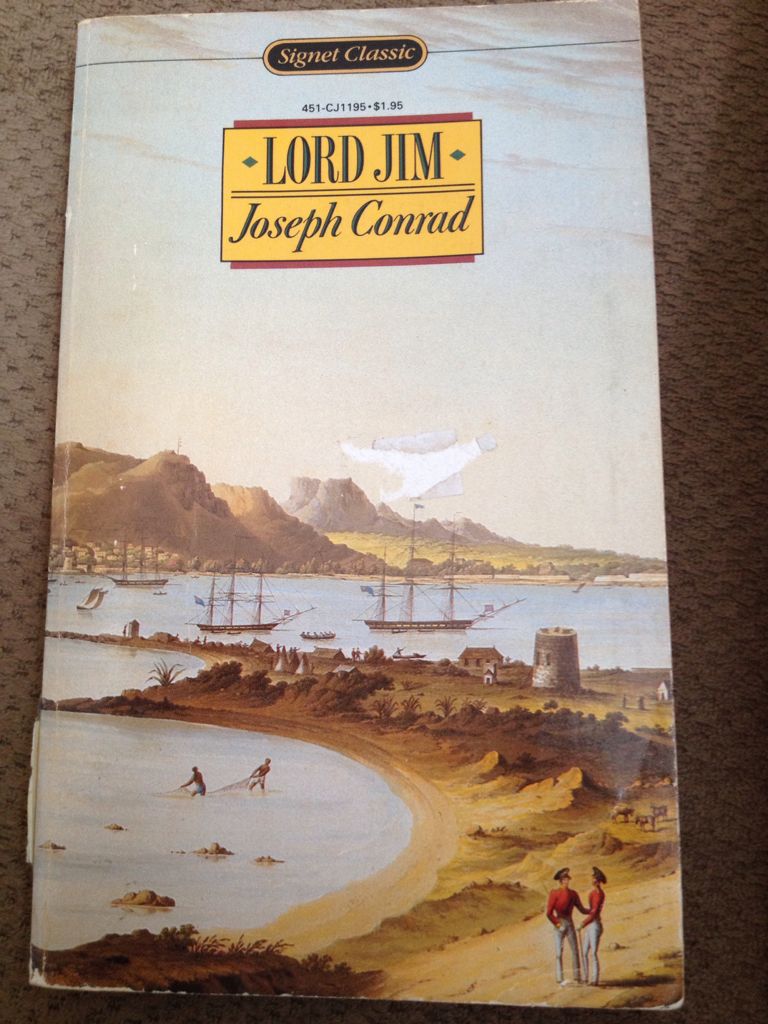 Signet Classic
451-CJ1195•$1.95
LORD JIM
Joseph Conrad